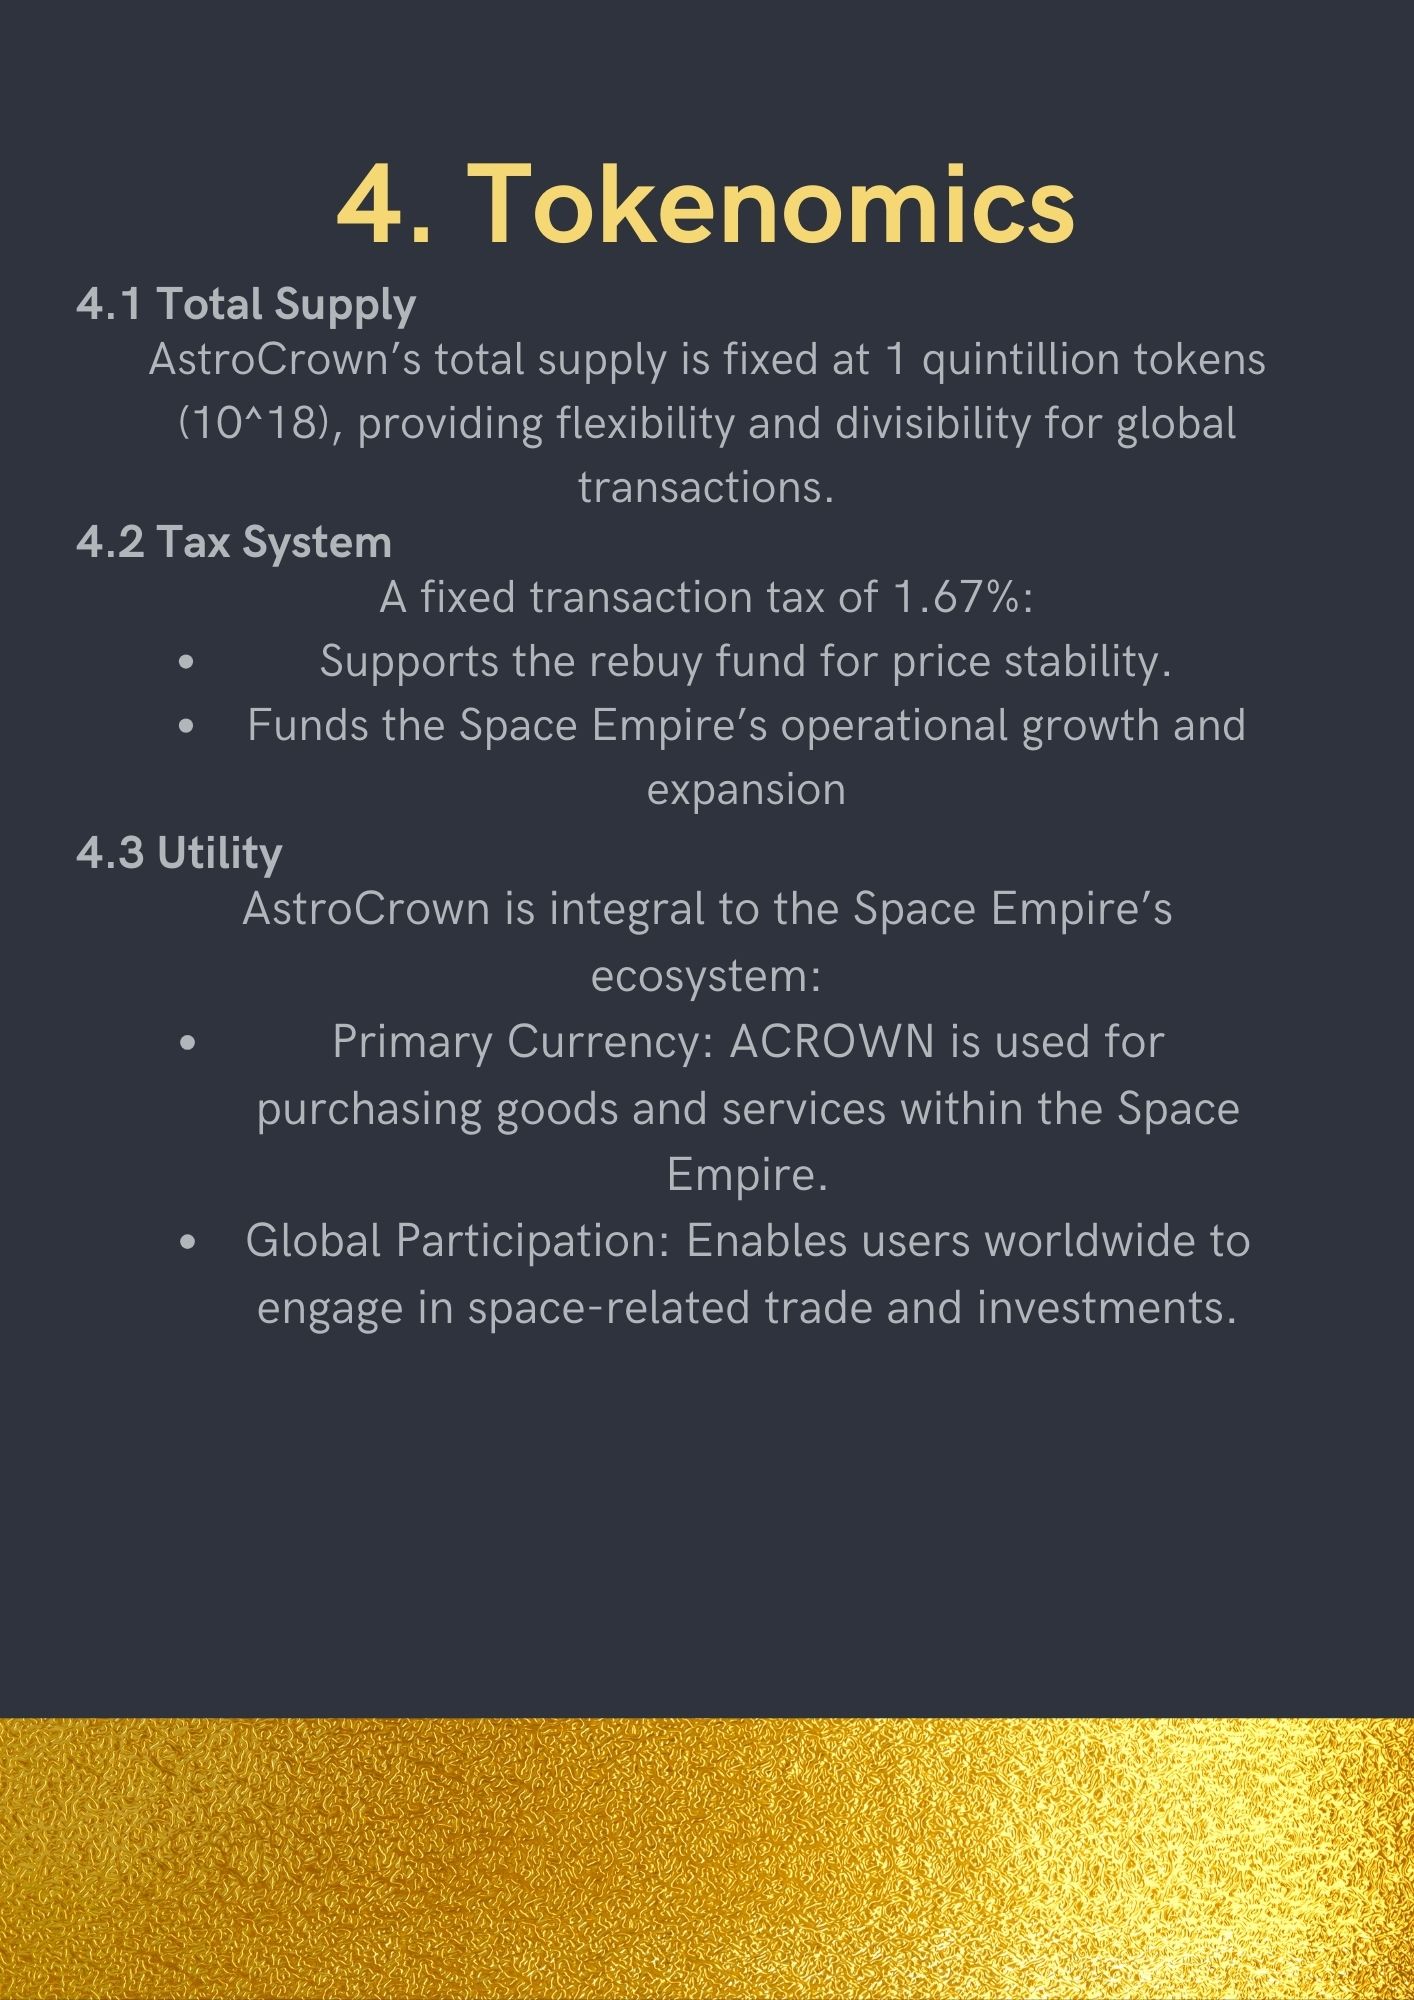 4. Tokenomics
4.1 Total Supply
AstroCrown’s total supply is fixed at 1 quintillion tokens
(10^18), providing flexibility and divisibility for global
transactions.
4.2 Tax System
A fixed transaction tax of 1.67%:
• Supports the rebuy fund for price stability.
• Funds the Space Empire’s operational growth and
expansion
4.3 Utility
AstroCrown is integral to the Space Empire’s
ecosystem:
• Primary Currency: ACROWN is used for
purchasing goods and services within the Space
Empire.
• Global Participation: Enables users worldwide to
engage in space-related trade and investments.